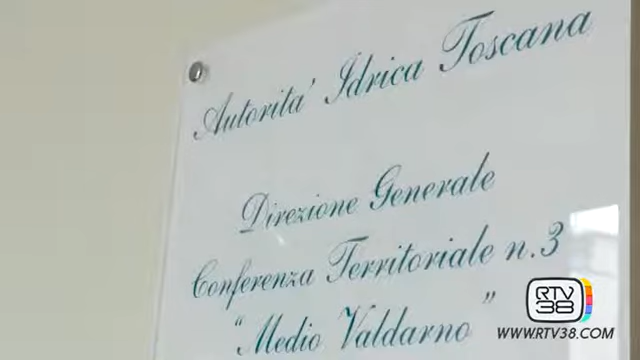 Autorita' Idrica Toscana
Direzione Generale
Conferenza Territoriale n.3
“Medio Valdarno”
RTV
38
WWW.RTV38.COM